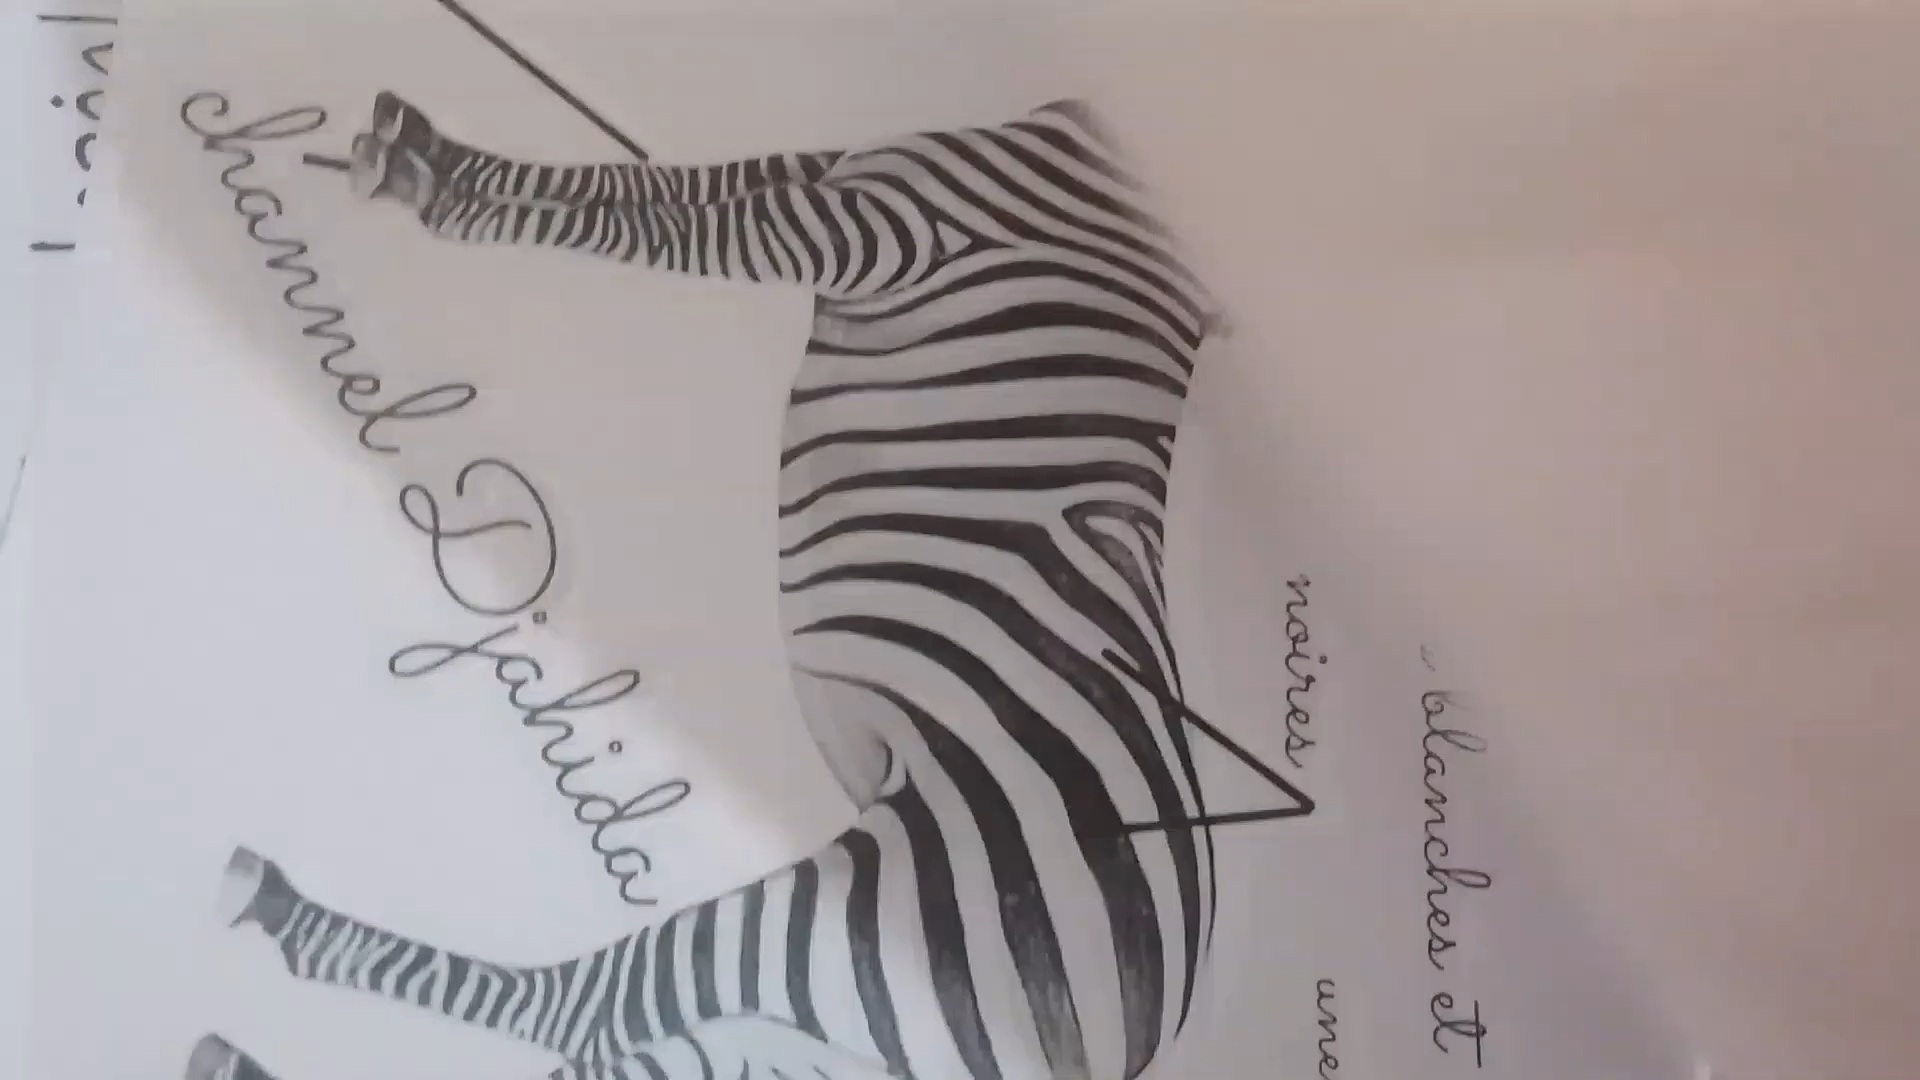 blanches et
noires
une
channel Djahida